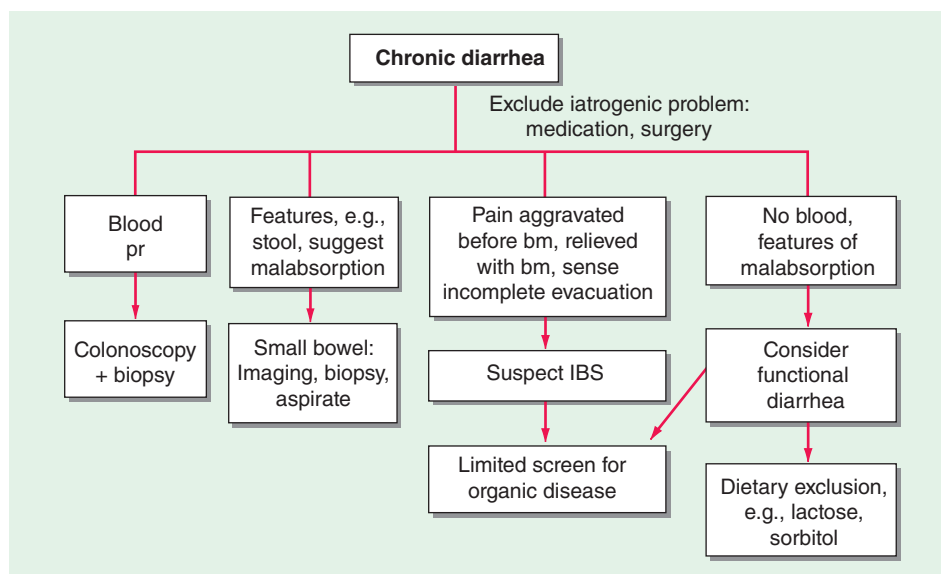 Chronic diarrhea
Exclude iatrogenic problem:
medication, surgery
Blood
pr
Features, e.g.,
stool, suggest
malabsorption
Pain aggravated
before bm, relieved
with bm, sense
incomplete evacuation
No blood,
features of
malabsorption
Colonoscopy
+ biopsy
Small bowel:
Imaging, biopsy,
aspirate
Suspect IBS
Consider
functional
diarrhea
Limited screen for
organic disease
Dietary exclusion,
e.g., lactose,
sorbitol